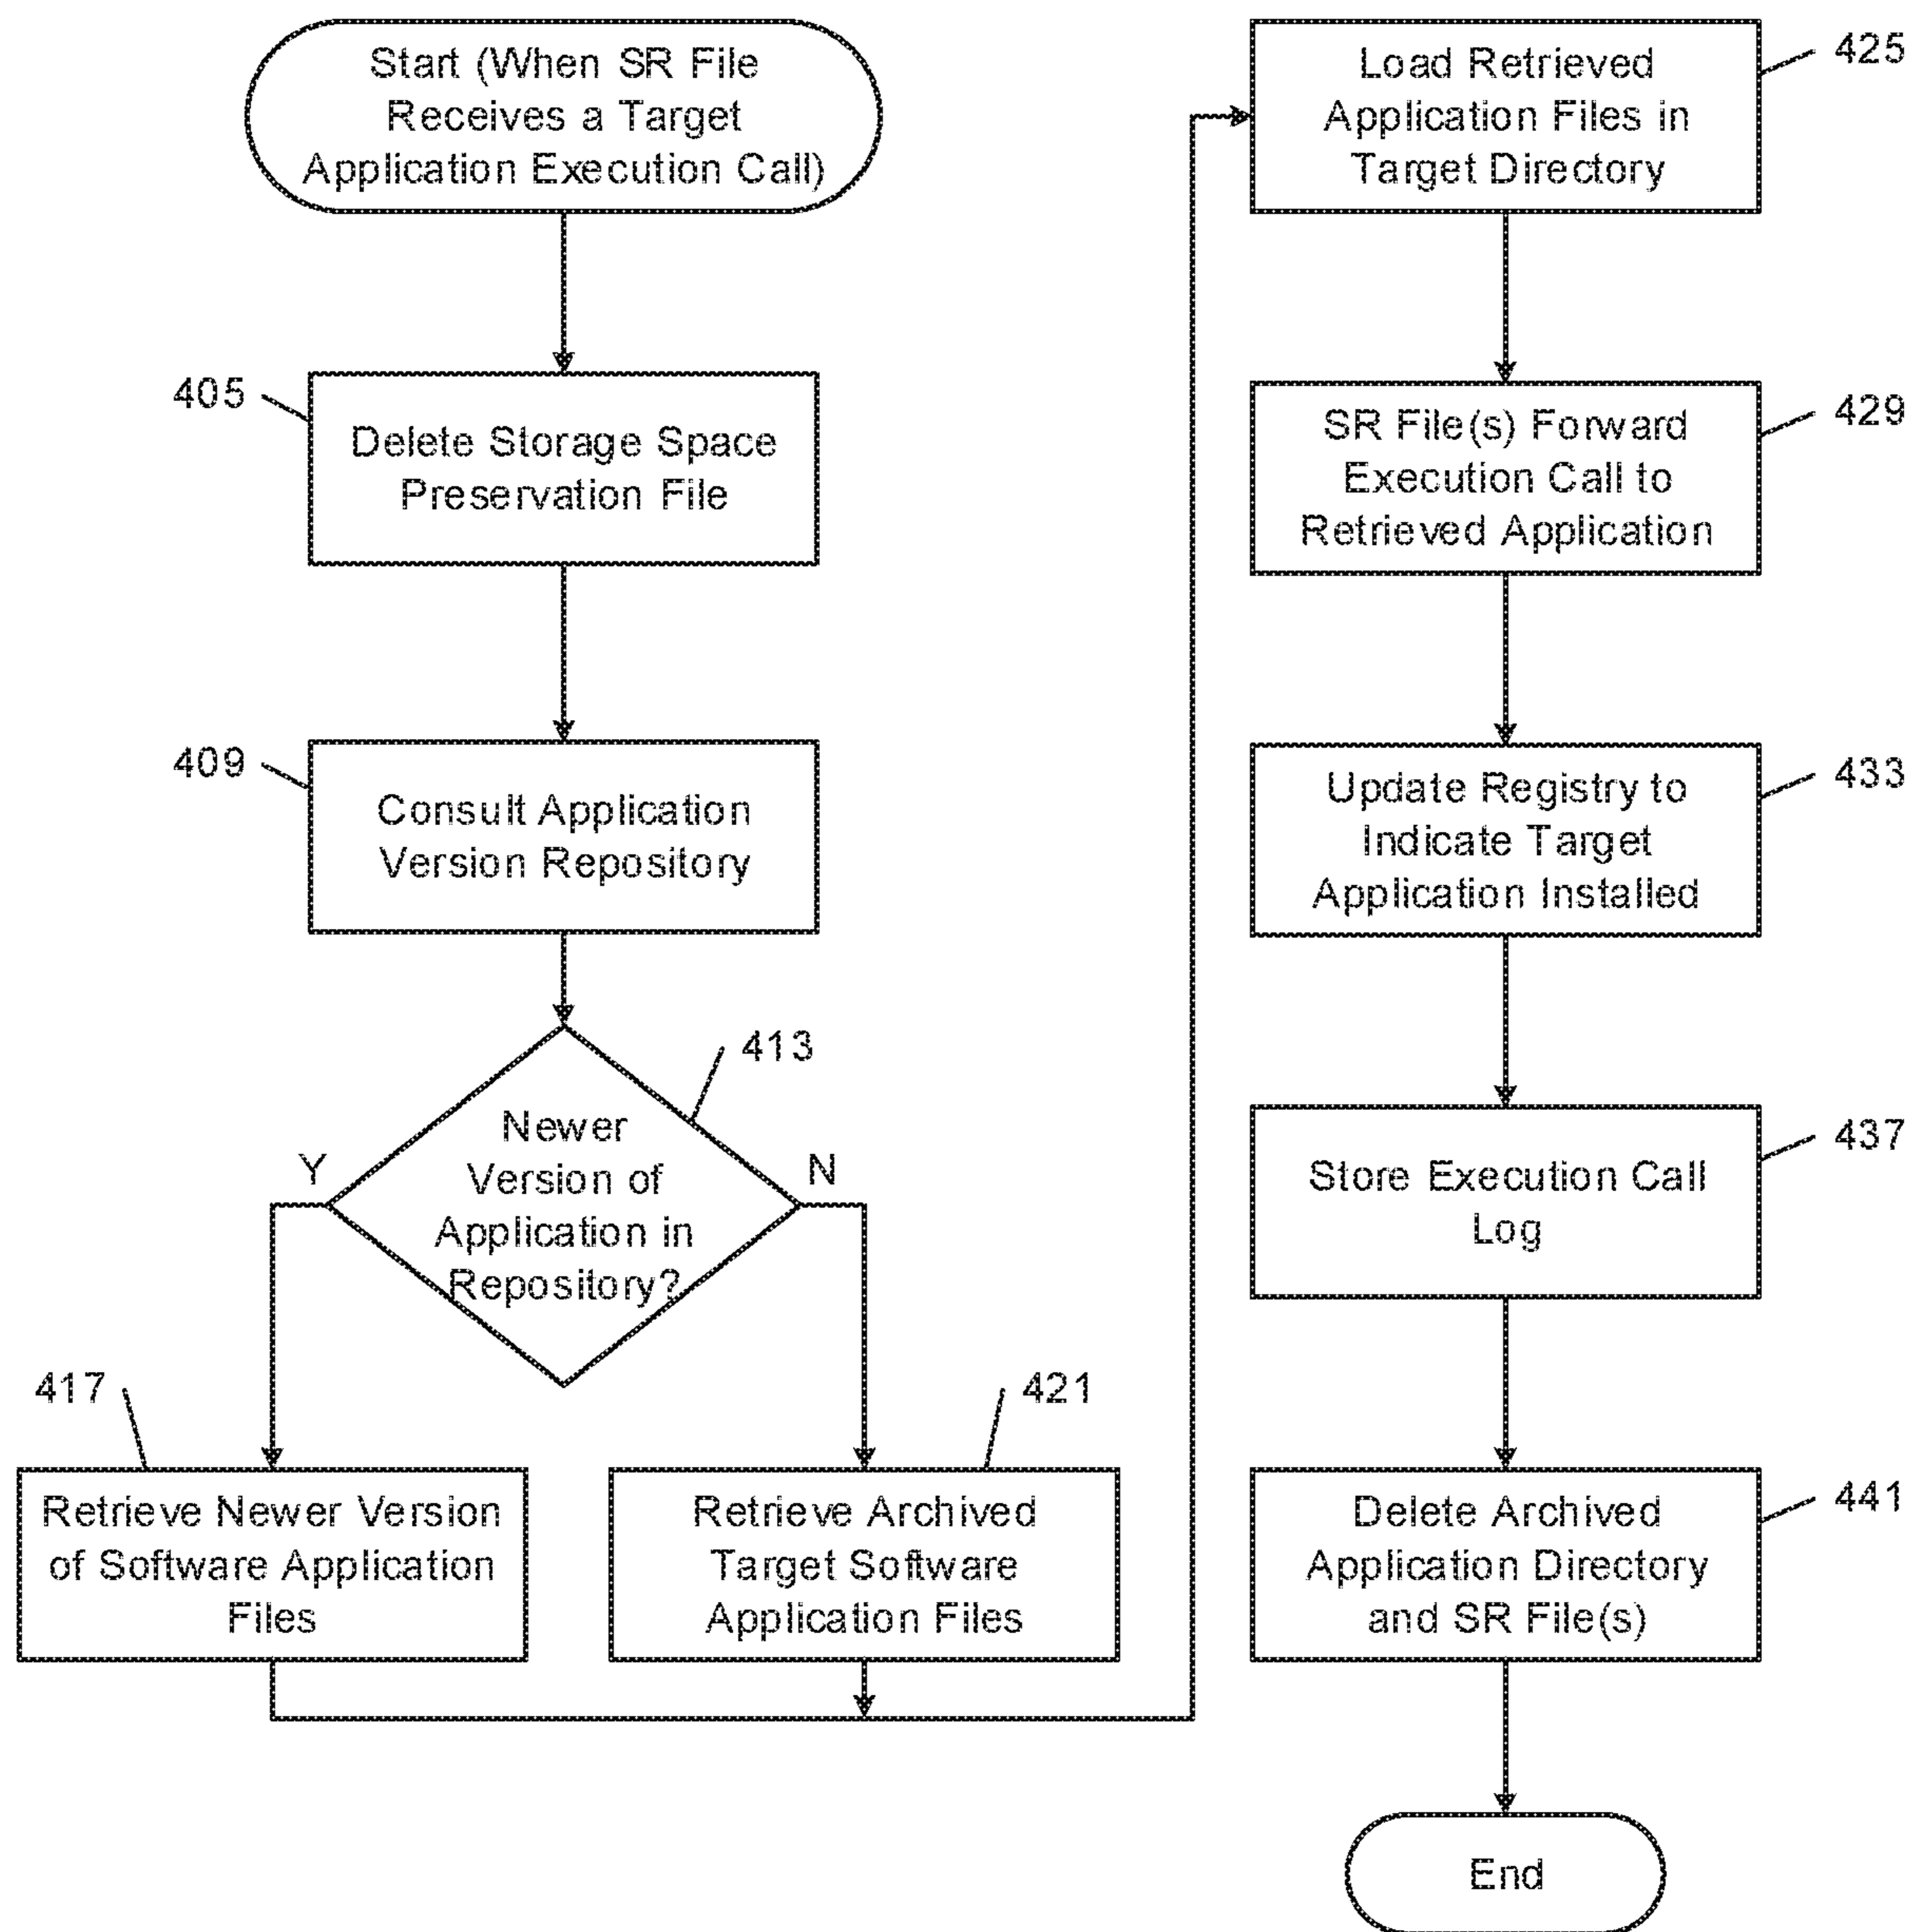 Start (When SR File
Receives a Target
Application Execution Call)
405
Delete Storage Space
Preservation File
409
Consult Application
Version Repository
413
Newer
Version of
Application in
Repository?
Y
N
417
Retrieve Newer Version
of Software Application
Files
421
Retrieve Archived
Target Software
Application Files
425
Load Retrieved
Application Files in
Target Directory
429
SR File(s) Forward
Execution Call to
Retrieved Application
433
Update Registry to
Indicate Target
Application Installed
437
Store Execution Call
Log
441
Delete Archived
Application Directory
and SR File(s)
End